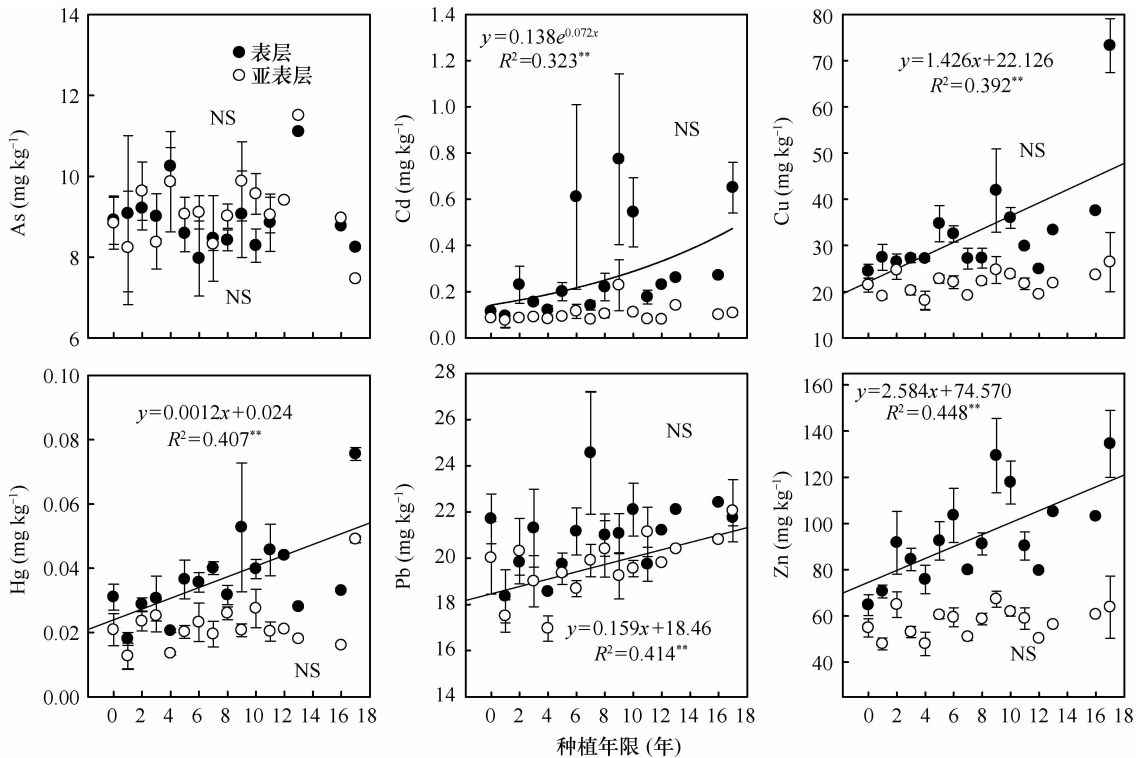 14
12
10
8
6
As (mg kg⁻¹)
表层
亚表层
NS
NS
1.4
1.2
1.0
0.8
0.6
0.4
0.2
0.0
Cd (mg kg⁻¹)
y=0.138e^0.072x
R²=0.323**
NS
80
70
60
50
40
30
20
10
Cu (mg kg⁻¹)
y=1.426x+22.126
R²=0.392**
NS
0.10
0.08
0.06
0.04
0.02
0.00
Hg (mg kg⁻¹)
y=0.0012x+0.024
R²=0.407**
NS
0 2 4 6 8 10 12 14 16 18
28
26
24
22
20
18
16
14
Pb (mg kg⁻¹)
NS
y=0.159x+18.46
R²=0.414**
0 2 4 6 8 10 12 14 16 18
160
140
120
100
80
60
40
Zn (mg kg⁻¹)
y=2.584x+74.570
R²=0.448**
NS
0 2 4 6 8 10 12 14 16 18
种植年限 (年)